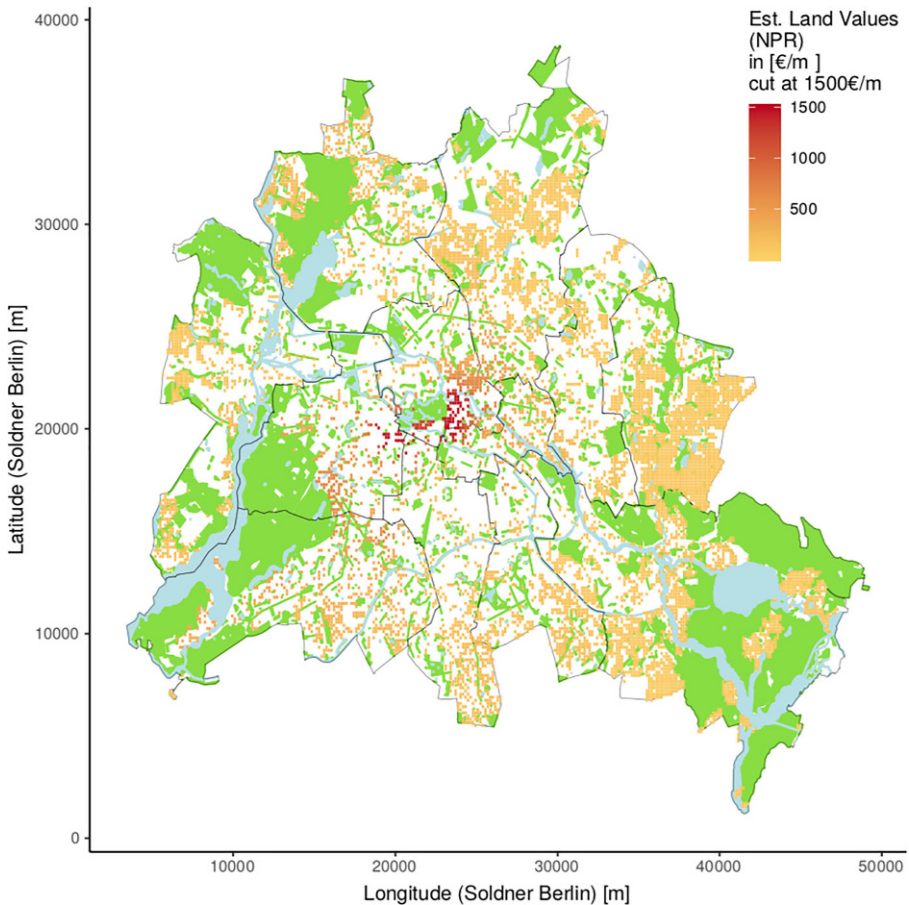 Est. Land Values
(NPR)
in [€/m ]
cut at 1500€/m
1500
1000
500
40000
30000
20000
10000
0
10000
20000
30000
40000
50000
Latitude (Soldner Berlin) [m]
Longitude (Soldner Berlin) [m]